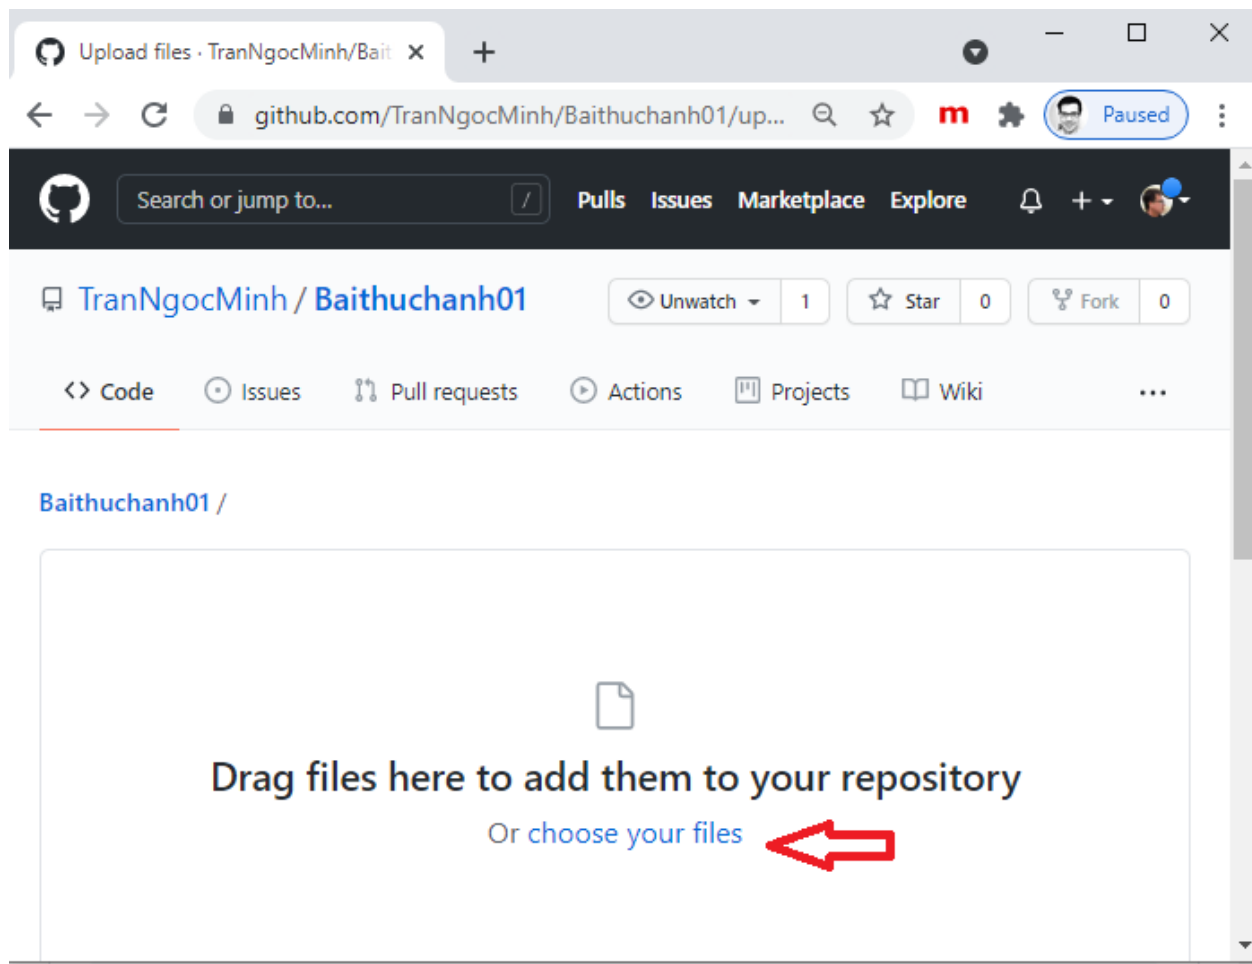 Upload files · TranNgocMinh/Bait
github.com/TranNgocMinh/Baithuchanh01/up... m Paused
Search or jump to... / Pulls Issues Marketplace Explore
TranNgocMinh / Baithuchanh01 Unwatch 1 Star 0 Fork 0
Code Issues Pull requests Actions Projects Wiki ...
Baithuchanh01 /
Drag files here to add them to your repository
Or choose your files